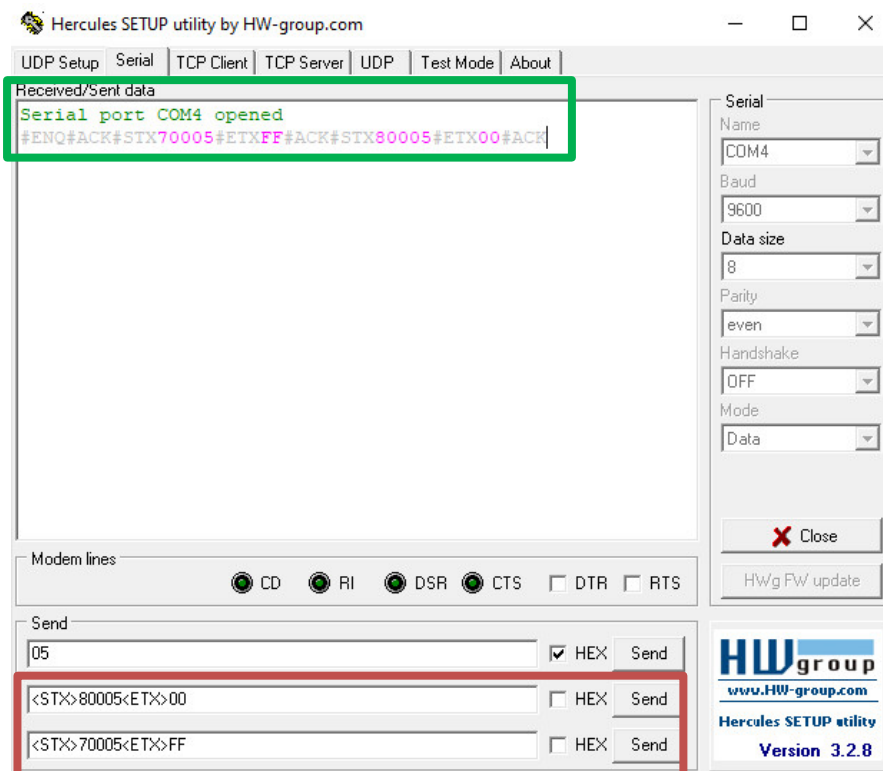 Hercules SETUP utility by HW-group.com
UDP Setup Serial TCP Client TCP Server UDP Test Mode About
Received/Sent data
Serial port COM4 opened
#ENQ#ACK#STX70005#ETXFF#ACK#STX80005#ETX00#ACK
Serial
Name
COM4
Baud
9600
Data size
8
Parity
even
Handshake
OFF
Mode
Data
Close
HWg FW update
Modem lines
CD RI DSR CTS DTR RTS
Send
05 HEX Send
<STX>80005<ETX>00 HEX Send
<STX>70005<ETX>FF HEX Send
HW group
www.HW-group.com
Hercules SETUP utility
Version 3.2.8